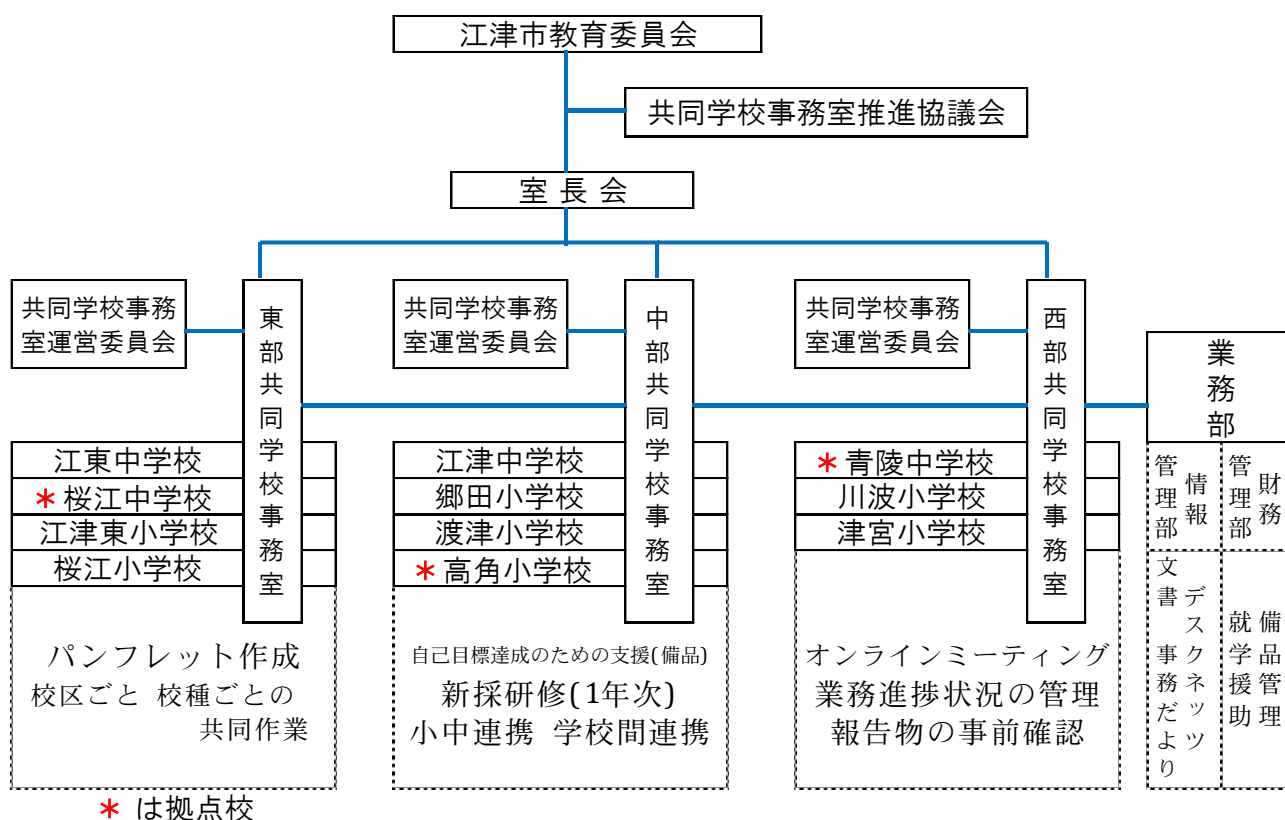 江津市教育委員会
共同学校事務室推進協議会
室長会
共同学校事務
室運営委員会
東部共同学校事務室
江東中学校
*桜江中学校
江津東小学校
桜江小学校
パンフレット作成
校区ごと 校種ごとの
共同作業
共同学校事務
室運営委員会
中部共同学校事務室
江津中学校
郷田小学校
渡津小学校
*高角小学校
自己目標達成のための支援(備品)
新採研修(1年次)
小中連携 学校間連携
共同学校事務
室運営委員会
西部共同学校事務室
*青陵中学校
川波小学校
津宮小学校
オンラインミーティング
業務進捗状況の管理
報告物の事前確認
業務部
情報
管理部
財務
管理部
デスクネッツ
文書 事務だより
備品管理
就学援助
* は拠点校